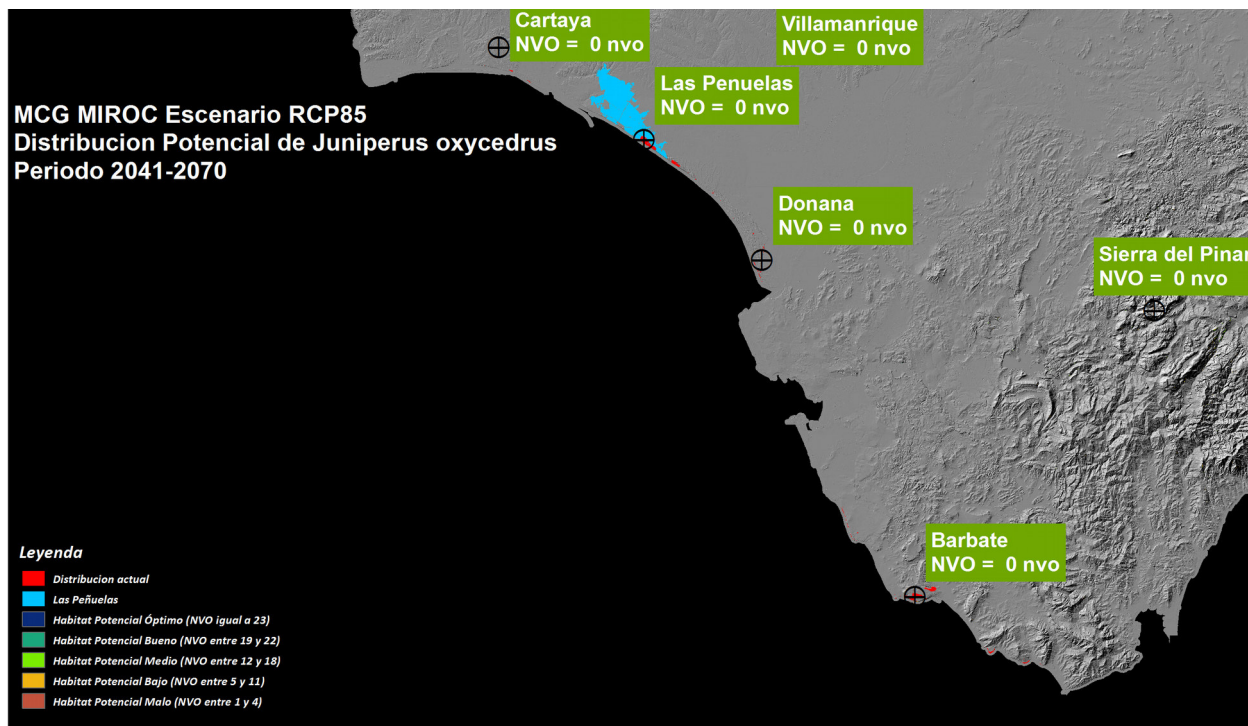 Cartaya
NVO =  0 nvo
Villamanrique
NVO =  0 nvo
Las Penuelas
NVO =  0 nvo
MCG MIROC Escenario RCP85
Distribucion Potencial de Juniperus oxycedrus
Periodo 2041-2070
Donana
NVO =  0 nvo
Sierra del Pinar
NVO =  0 nvo
Barbate
NVO =  0 nvo
Leyenda
Distribucion actual
Las Peñuelas
Habitat Potencial Óptimo (NVO igual a 23)
Habitat Potencial Bueno (NVO entre 19 y 22)
Habitat Potencial Medio (NVO entre 12 y 18)
Habitat Potencial Bajo (NVO entre 5 y 11)
Habitat Potencial Malo (NVO entre 1 y 4)